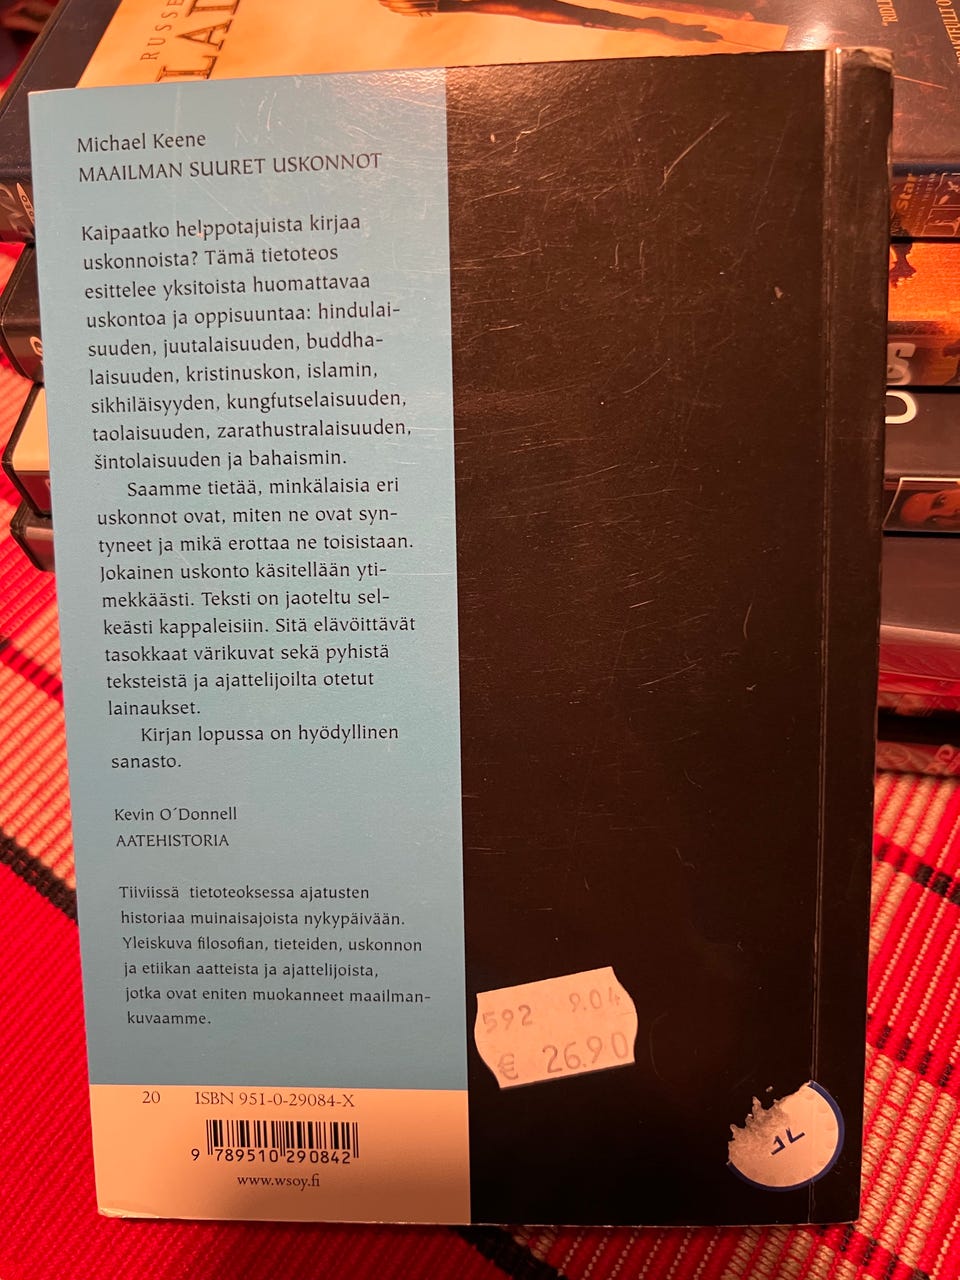 RUSSE
LAD
Michael Keene
MAAILMAN SUURET USKONNOT
Kaipaatko helppotajuista kirjaa
uskonnoista? Tämä tietoteos
esittelee yksitoista huomattavaa
uskontoa ja oppisuuntaa: hindulai-
suuden, juutalaisuuden, buddha-
laisuuden, kristinuskon, islamin,
sikhiläisyyden, kungfutselaisuuden,
taolaisuuden, zarathustralaisuuden,
šintolaisuuden ja bahaismin.
Saamme tietää, minkälaisia eri
uskonnot ovat, miten ne ovat syn-
tyneet ja mikä erottaa ne toisistaan.
Jokainen uskonto käsitellään yti-
mekkäästi. Teksti on jaoteltu sel-
keästi kappaleisiin. Sitä elävöittävät
tasokkaat värikuvat sekä pyhistä
teksteistä ja ajattelijoilta otetut
lainaukset.
Kirjan lopussa on hyödyllinen
sanasto.
Kevin O´Donnell
AATEHISTORIA
Tiiviissä tietoteoksessa ajatusten
historiaa muinaisajoista nykypäivään.
Yleiskuva filosofian, tieteiden, uskonnon
ja etiikan aatteista ja ajattelijoista,
jotka ovat eniten muokanneet maailman-
kuvaamme.
20 ISBN 951-0-29084-X
9 789510 290842
www.wsoy.fi
592 9.04
€ 26.90
Star